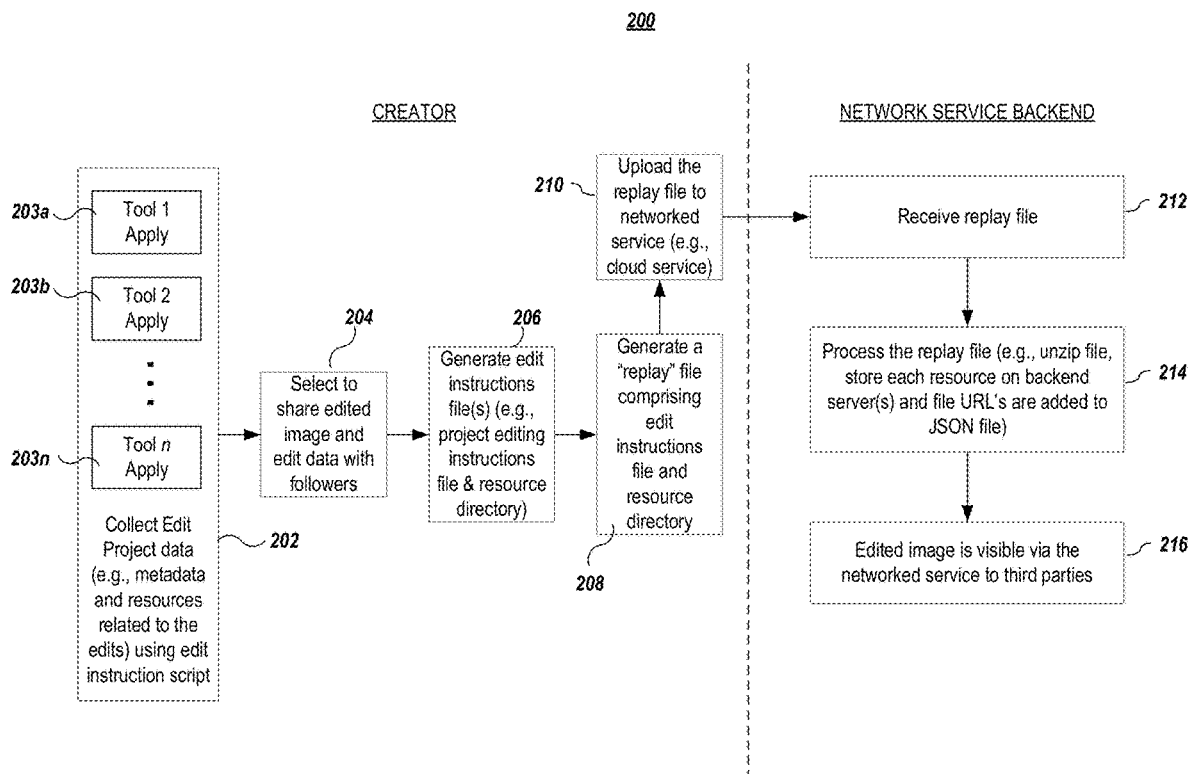 200
CREATOR
NETWORK SERVICE BACKEND
203a
Tool 1
Apply
203b
Tool 2
Apply
203n
Tool n
Apply
Collect Edit
Project data
(e.g., metadata
and resources
related to the
edits) using edit
instruction script
202
204
Select to
share edited
image and
edit data with
followers
206
Generate edit
instructions
file(s) (e.g.,
project editing
instructions
file & resource
directory)
Generate a
“replay” file
comprising
edit
instructions
file and
resource
directory
208
210
Upload the
replay file to
networked
service (e.g.,
cloud service)
Receive replay file
212
Process the replay file (e.g., unzip file,
store each resource on backend
server(s) and file URL's are added to
JSON file)
214
Edited image is visible via the
networked service to third parties
216